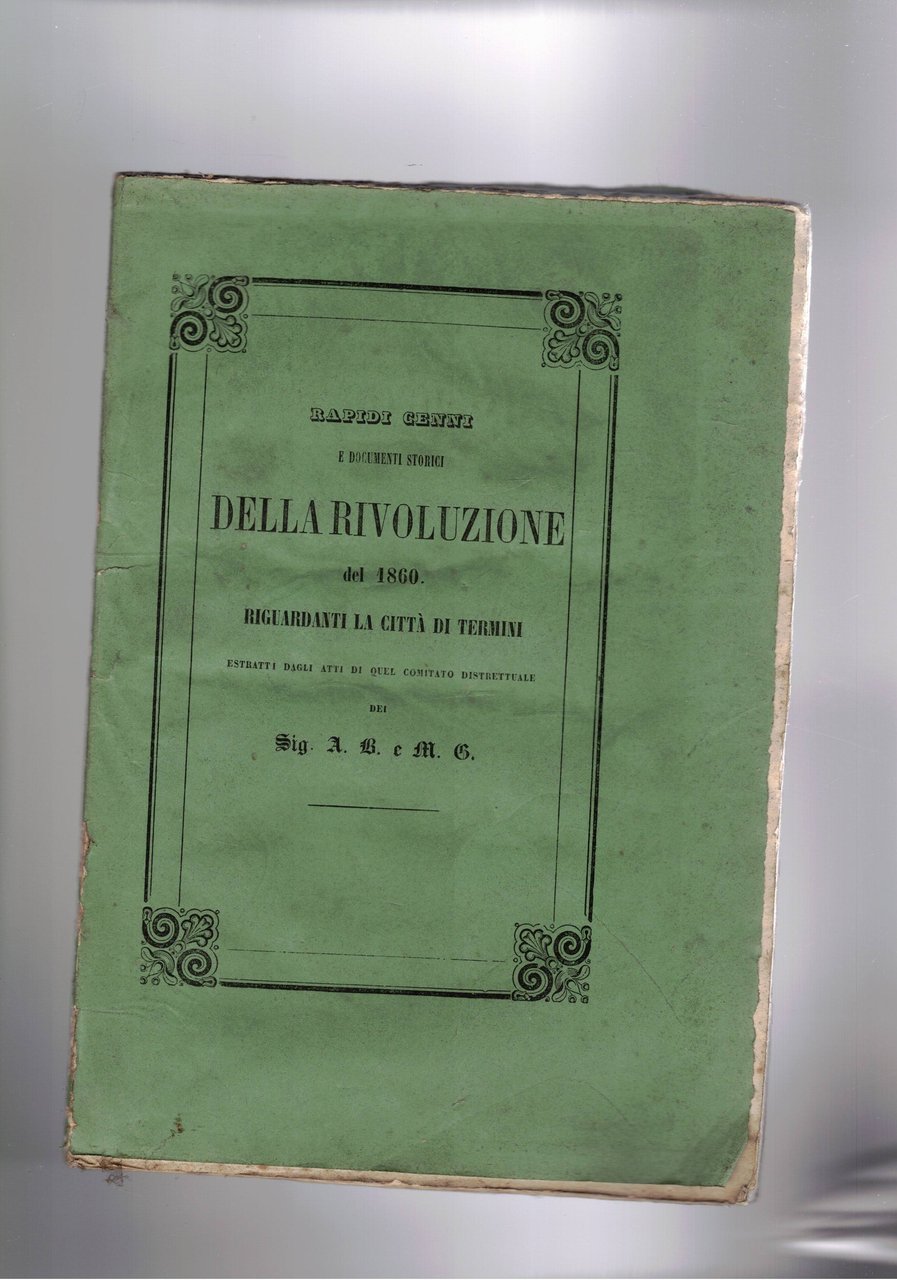 RAPIDI CENNI
E DOCUMENTI STORICI
DELLA RIVOLUZIONE
del 1860.
RIGUARDANTI LA CITTÀ DI TERMINI
ESTRATTI DAGLI ATTI DI QUEL COMITATO DISTRETTUALE
DEI
Sig. A. B. e M. G.